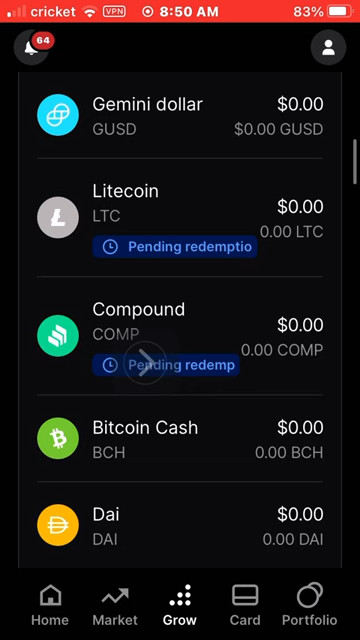 cricket VPN 8:50 AM 83%
64
Gemini dollar $0.00
GUSD $0.00 GUSD
Litecoin $0.00
LTC 0.00 LTC
Pending redemptio
Compound $0.00
COMP 0.00 COMP
Pending redemp
Bitcoin Cash $0.00
BCH 0.00 BCH
Dai $0.00
DAI 0.00 DAI
Home Market Grow Card Portfolio